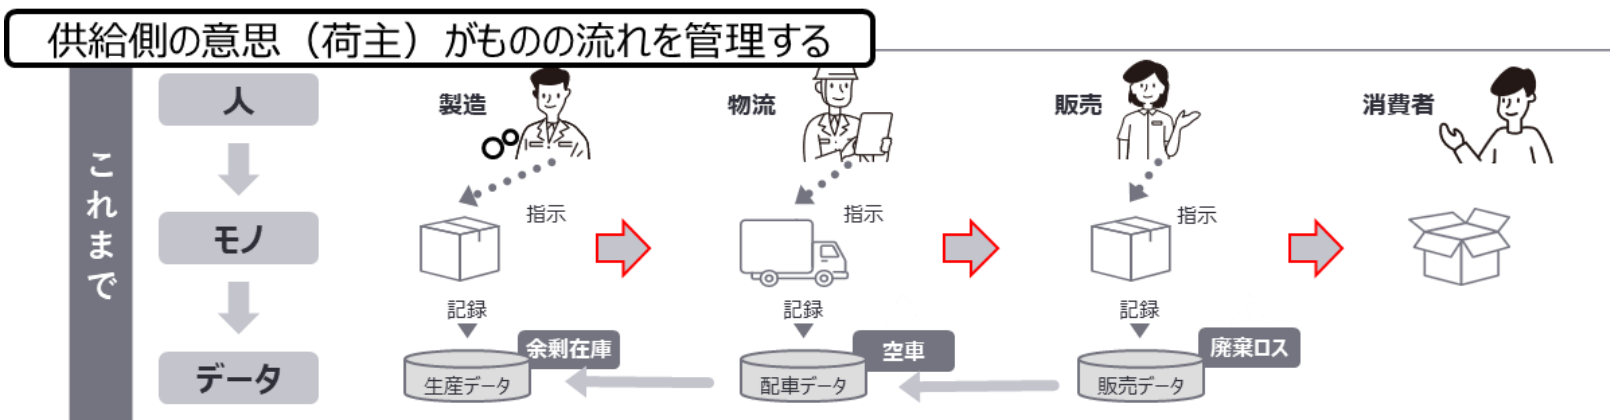 供給側の意思（荷主）がものの流れを管理する
これまで
人
製造
物流
販売
消費者
モノ
指示
指示
指示
記録
記録
記録
データ
生産データ
余剰在庫
配車データ
空車
販売データ
廃棄ロス